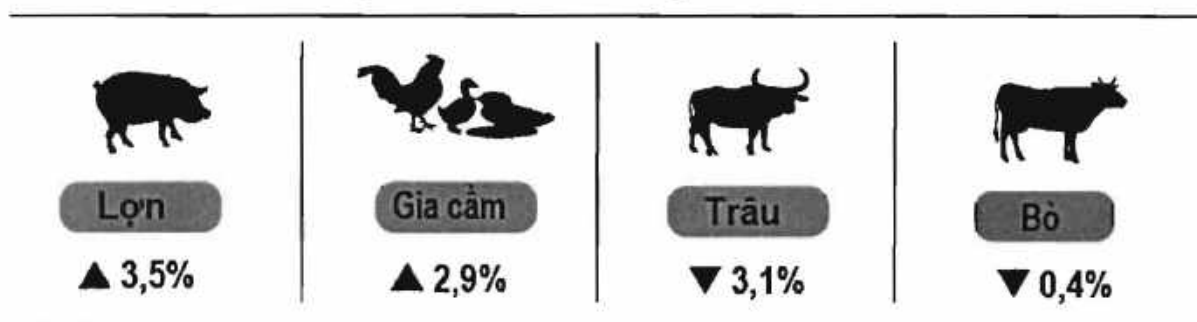 Lợn
▲ 3,5%
Gia cầm
▲ 2,9%
Trâu
▼ 3,1%
Bò
▼ 0,4%